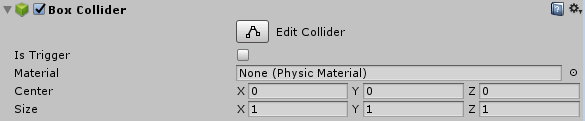 Box Collider
Edit Collider
Is Trigger
Material None (Physic Material)
Center X 0 Y 0 Z 0
Size X 1 Y 1 Z 1